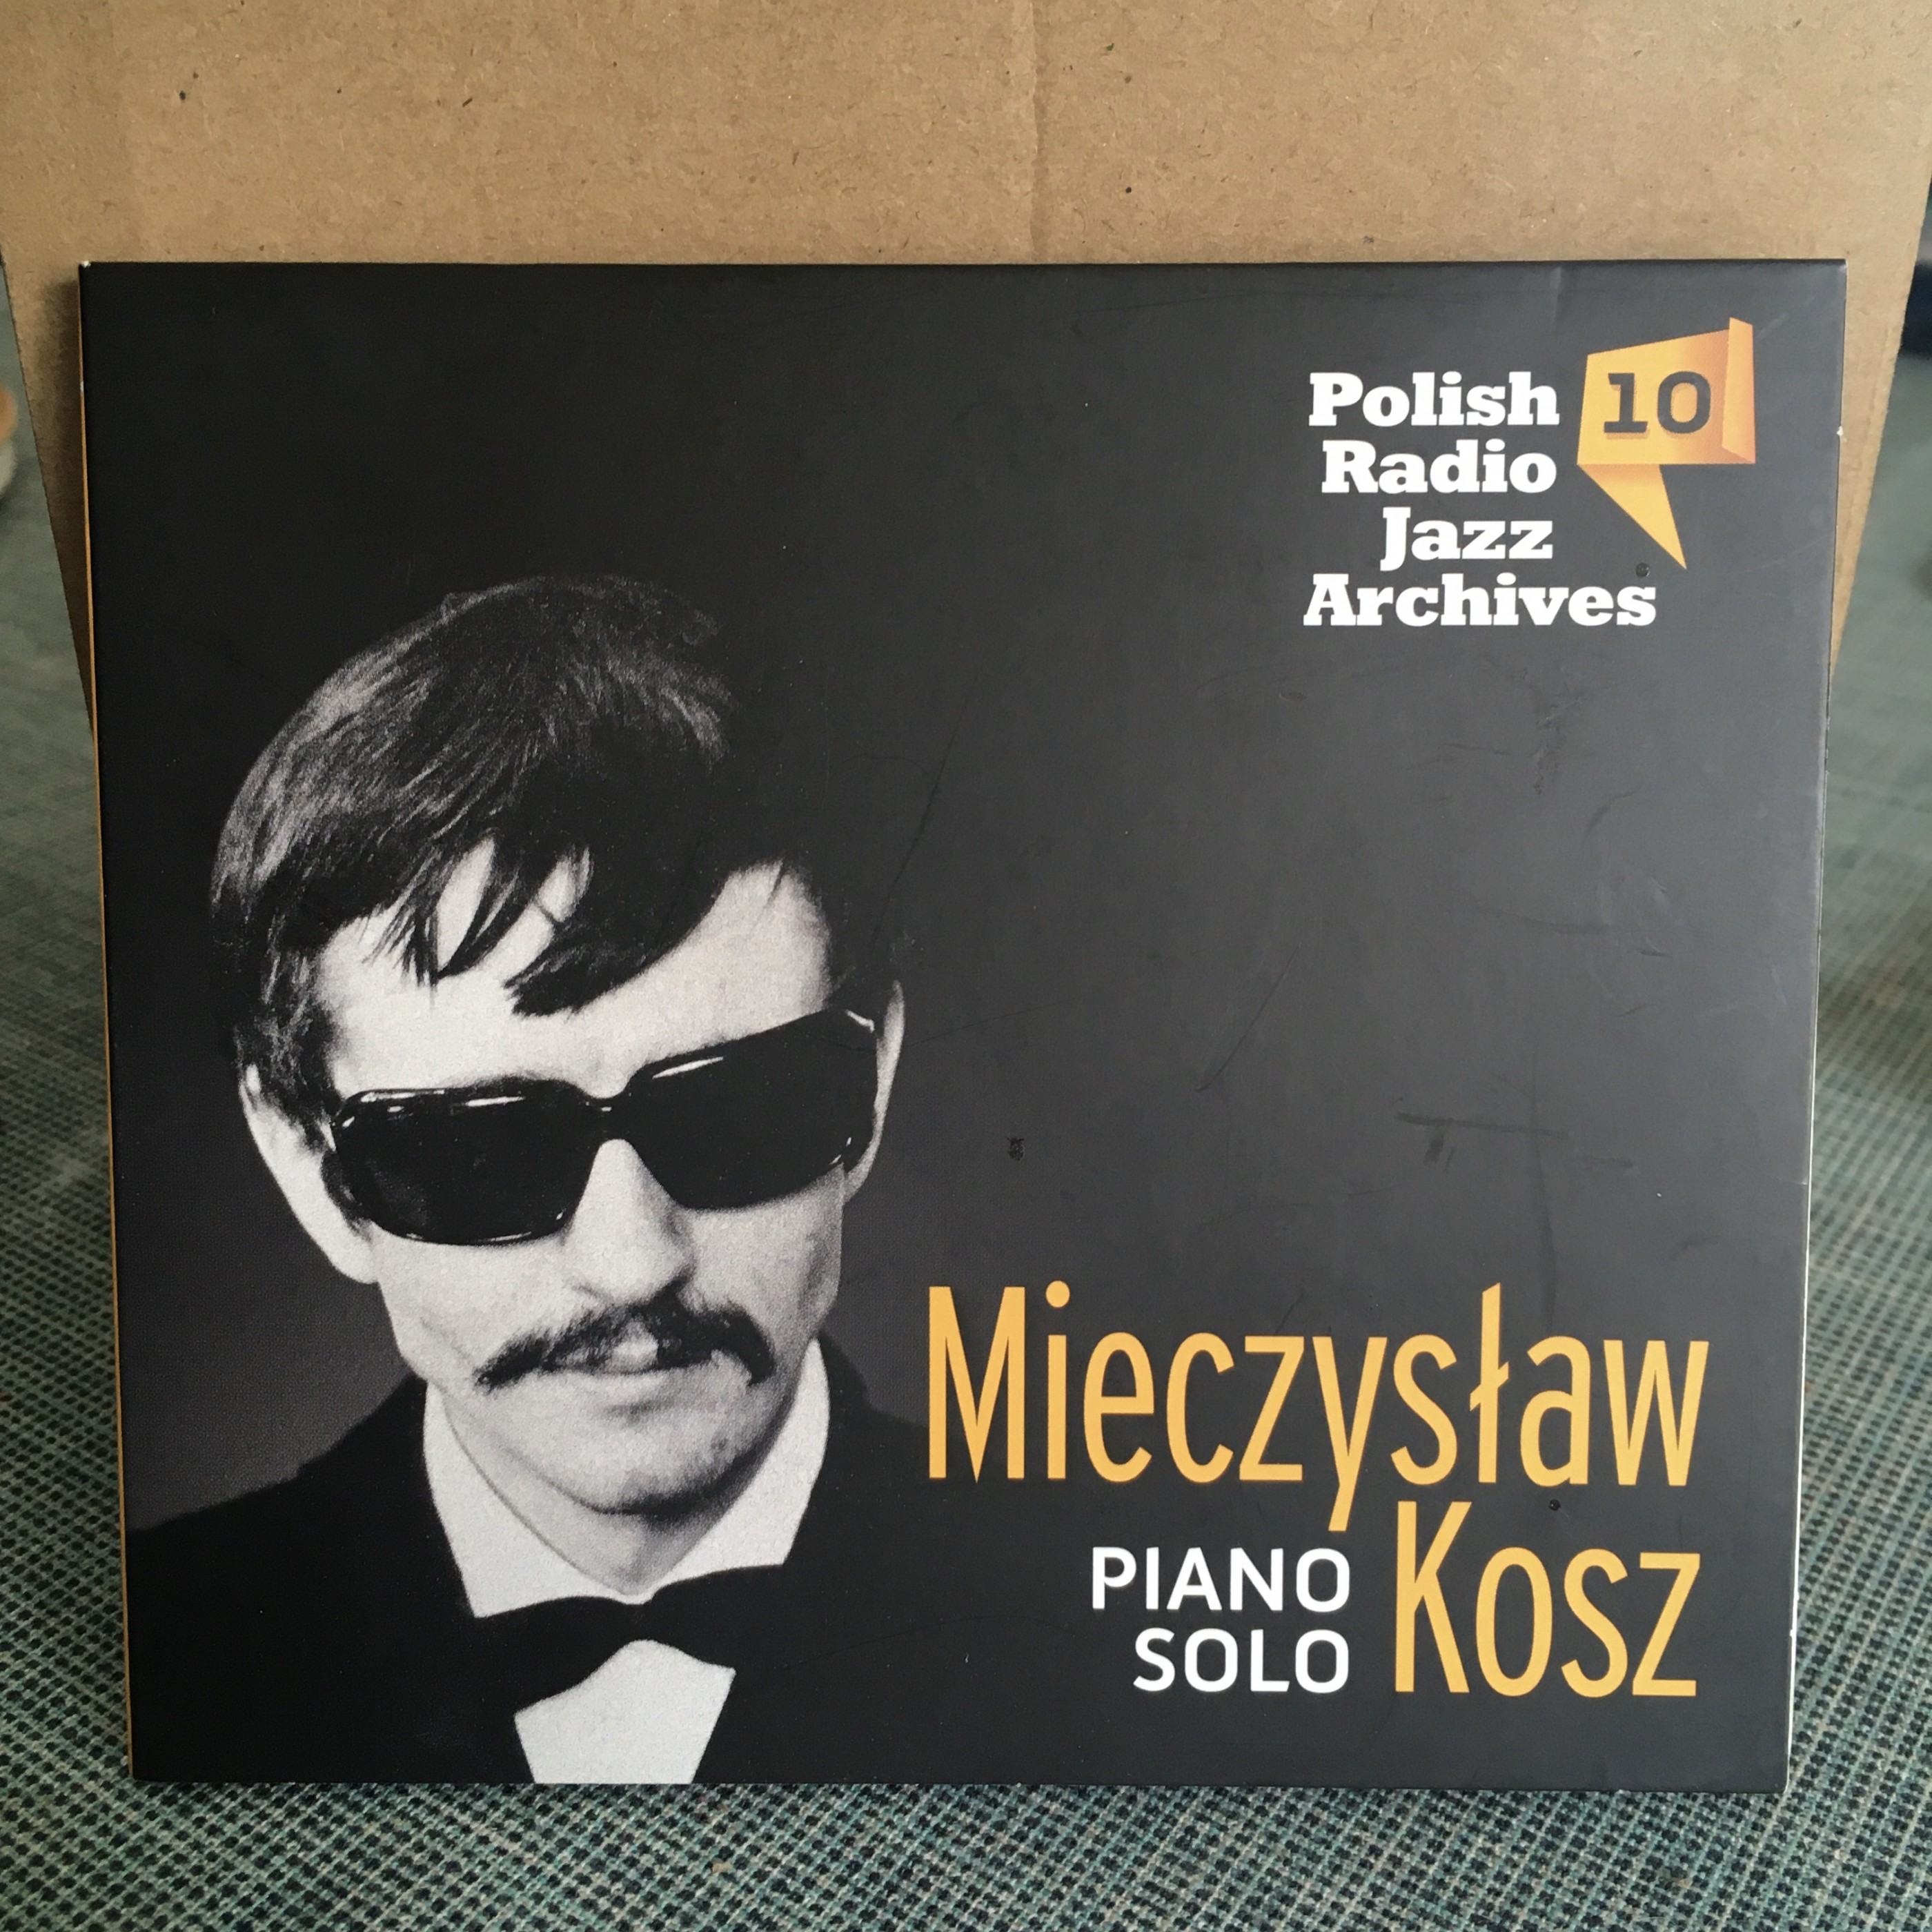 Polish
10
Radio
Jazz
Archives
Mieczysław
PIANO
SOLO
Kosz